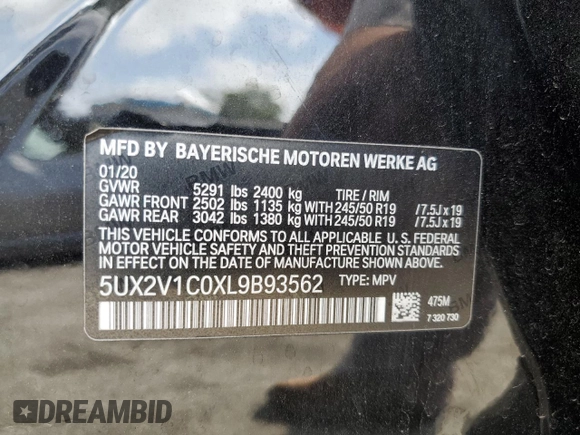 MFD BY BAYERISCHE MOTOREN WERKE AG
01/20
GVWR 5291 lbs 2400 kg TIRE / RIM
GAWR FRONT 2502 lbs 1135 kg WITH 245/50 R19 /7.5J x 19
GAWR REAR 3042 lbs 1380 kg WITH 245/50 R19 /7.5J x 19
THIS VEHICLE CONFORMS TO ALL APPLICABLE U. S. FEDERAL
MOTOR VEHICLE SAFETY AND THEFT PREVENTION STANDARDS
IN EFFECT ON THE DATE OF MANUFACTURE SHOWN ABOVE.
5UX2V1C0XL9B93562 TYPE: MPV
475M
7 320 730
DREAMBID